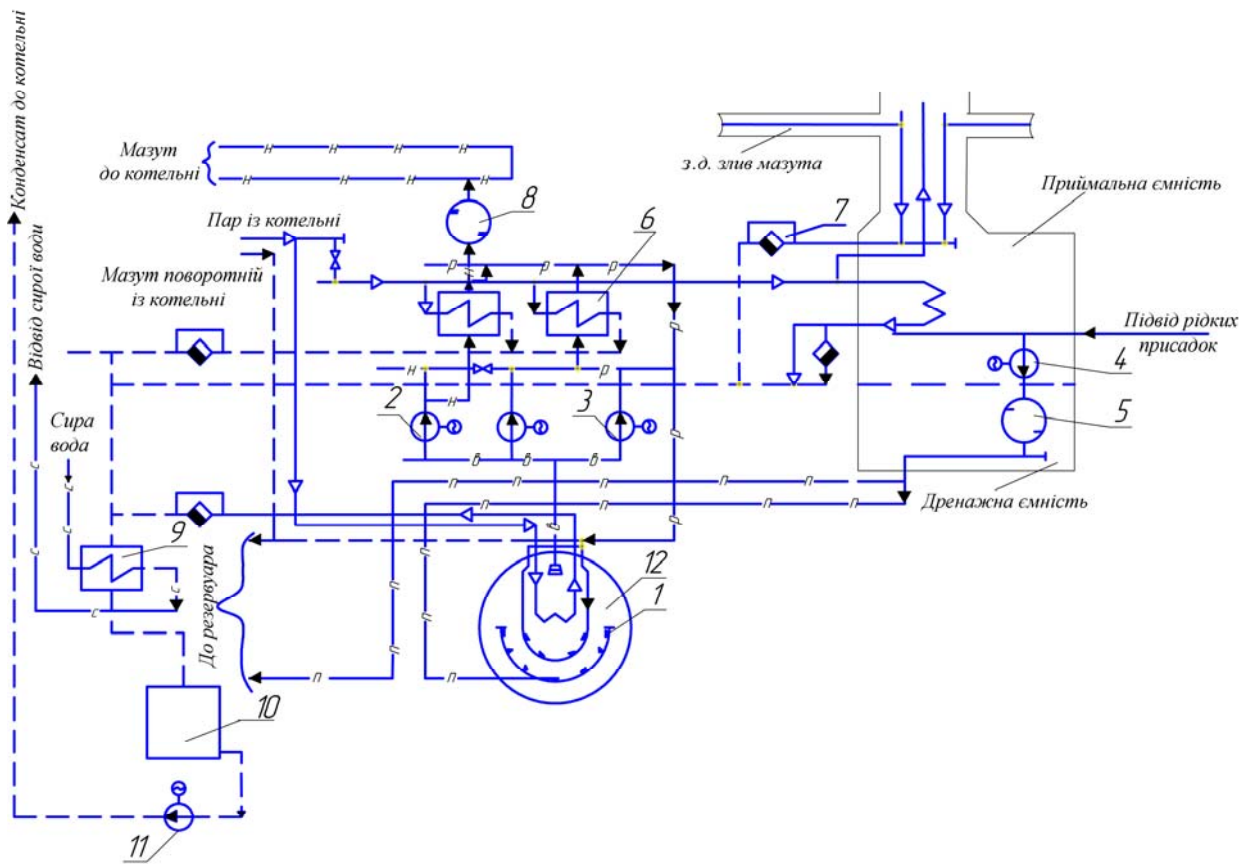 Конденсат до котельні
Відвід сирої води
Мазут
до котельні
н н н н
н н н
Пар із котельні
Мазут поворотній
із котельні
8
6
7
з.д. злив мазута
Приймальна ємність
Підвід рідких
присадок
4
5
Дренажна ємність
р н р р
р
н р
2
н
3
р
в в в
Сира
вода
с
с
с
с
9
с
с
с
п п п п п
п п п п п
в
р
До резервуара
12
1
п
п
п
п
п
п
п
п
10
11